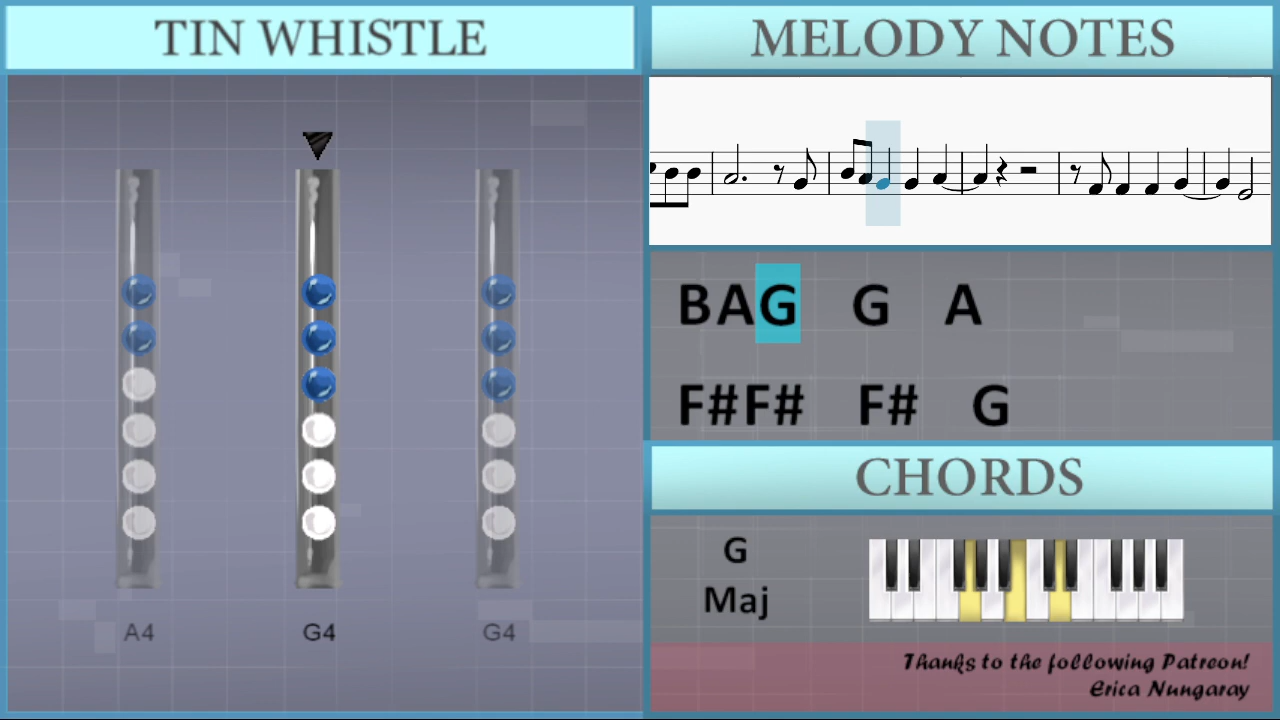 TIN WHISTLE
A4 G4 G4
MELODY NOTES
BAG G A
F#F# F# G
CHORDS
G
Maj
Thanks to the following Patreon!
Erica Nungaray